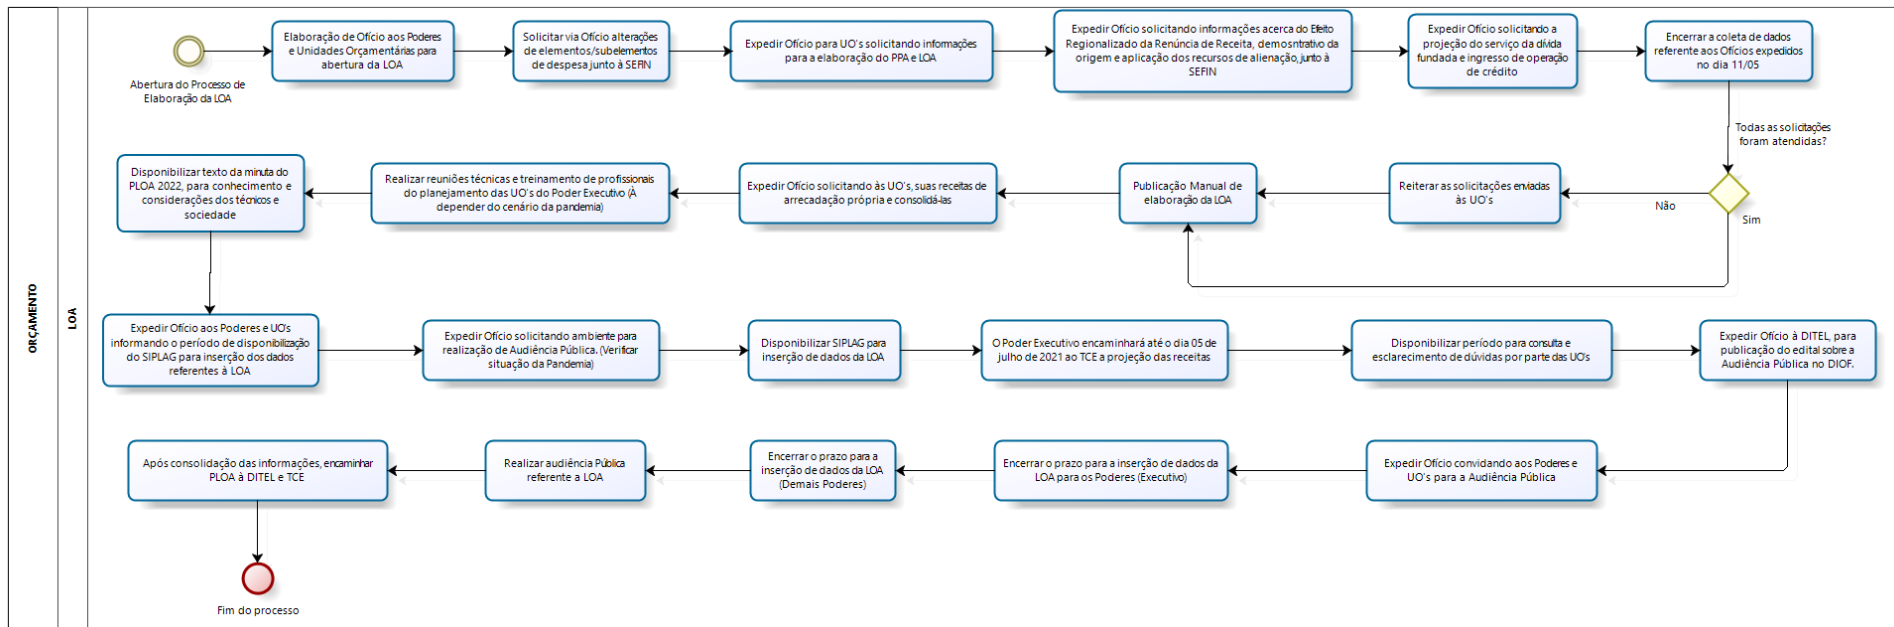 ORÇAMENTO
LOA
Abertura do Processo de
Elaboração da LOA
Elaboração de Ofício aos Poderes
e Unidades Orçamentárias para
abertura da LOA
Solicitar via Ofício alterações
de elementos/subelementos
de despesa junto à SEFIN
Expedir Ofício para UO's solicitando informações
para a elaboração do PPA e LOA
Expedir Ofício solicitando informações acerca do Efeito
Regionalizado da Renúncia de Receita, demosntrativo da
origem e aplicação dos recursos de alienação, junto à
SEFIN
Expedir Ofício solicitando a
projeção do serviço da dívida
fundada e ingresso de operação
de crédito
Encerrar a coleta de dados
referente aos Ofícios expedidos
no dia 11/05
Todas as solicitações
foram atendidas?
Sim
Não
Reiterar as solicitações enviadas
às UO's
Publicação Manual de
elaboração da LOA
Expedir Ofício solicitando às UO's, suas receitas de
arrecadação própria e consolidá-las
Realizar reuniões técnicas e treinamento de profissionais
do planejamento das UO's do Poder Executivo (À
depender do cenário da pandemia)
Disponibilizar texto da minuta do
PLOA 2022, para conhecimento e
considerações dos técnicos e
sociedade
Expedir Ofício aos Poderes e UO's
informando o período de disponibilização
do SIPLAG para inserção dos dados
referentes à LOA
Expedir Ofício solicitando ambiente para
realização de Audiência Pública. (Verificar
situação da Pandemia)
Disponibilizar SIPLAG para
inserção de dados da LOA
O Poder Executivo encaminhará até o dia 05 de
julho de 2021 ao TCE a projeção das receitas
Disponibilizar período para consulta e
esclarecimento de dúvidas por parte das UO's
Expedir Ofício à DITEL, para
publicação do edital sobre a
Audiência Pública no DIOF.
Expedir Ofício convidando aos Poderes e
UO's para a Audiência Pública
Encerrar o prazo para a inserção de dados da
LOA para os Poderes (Executivo)
Encerrar o prazo para a
inserção de dados da LOA
(Demais Poderes)
Realizar audiência Pública
referente a LOA
Após consolidação das informações, encaminhar
PLOA à DITEL e TCE
Fim do processo